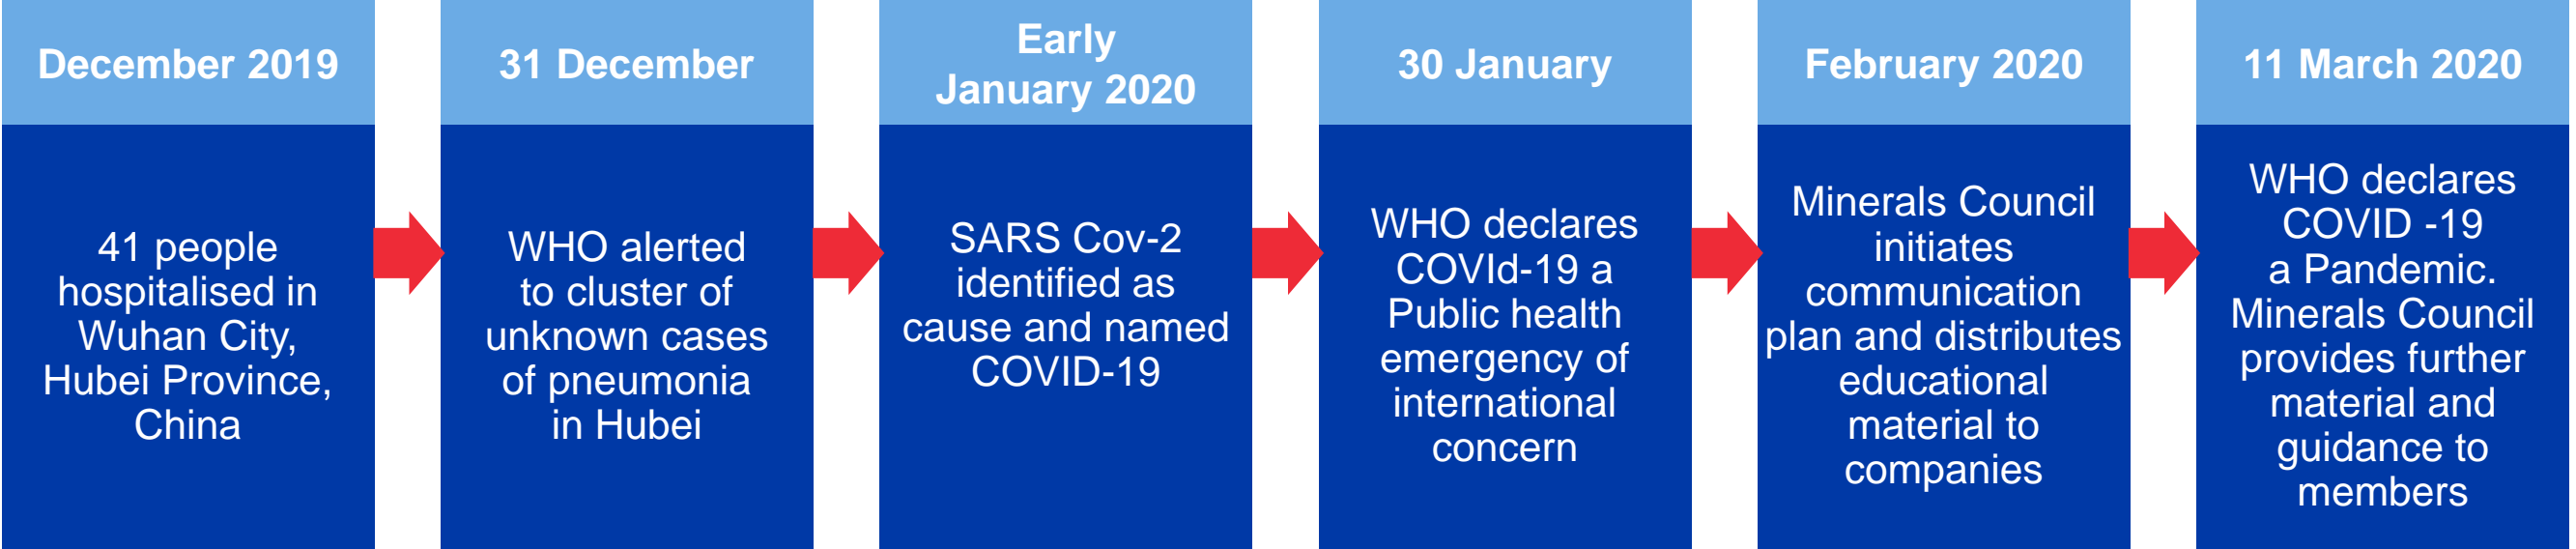 December 2019
41 people
hospitalised in
Wuhan City,
Hubei Province,
China
31 December
WHO alerted
to cluster of
unknown cases
of pneumonia
in Hubei
Early
January 2020
SARS Cov-2
identified as
cause and named
COVID-19
30 January
WHO declares
COVId-19 a
Public health
emergency of
international
concern
February 2020
Minerals Council
initiates
communication
plan and distributes
educational
material to
companies
11 March 2020
WHO declares
COVID -19
a Pandemic.
Minerals Council
provides further
material and
guidance to
members